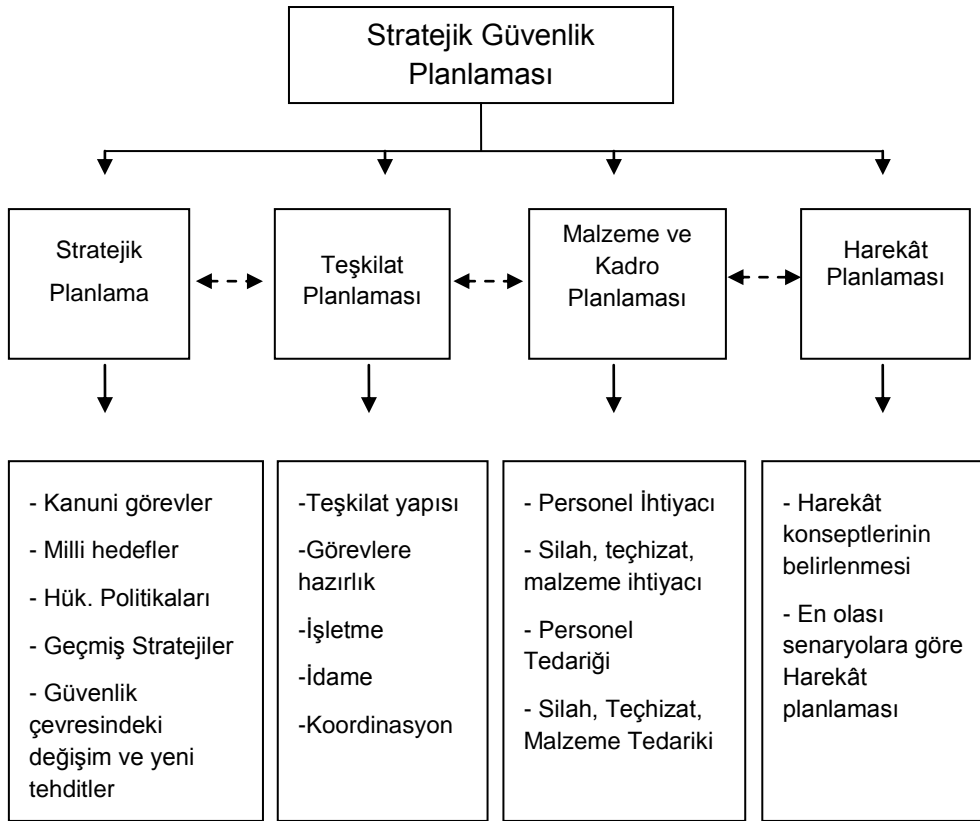 Stratejik Güvenlik
Planlaması
Stratejik
Planlama
Teşkilat
Planlaması
Malzeme ve
Kadro
Planlaması
Harekât
Planlaması
- Kanuni görevler
- Milli hedefler
- Hük. Politikaları
- Geçmiş Stratejiler
- Güvenlik
çevresindeki
değişim ve yeni
tehditler
-Teşkilat yapısı
-Görevlere
hazırlık
-İşletme
-İdame
-Koordinasyon
- Personel İhtiyacı
- Silah, teçhizat,
malzeme ihtiyacı
- Personel
Tedariği
- Silah, Teçhizat,
Malzeme Tedariki
- Harekât
konseptlerinin
belirlenmesi
- En olası
senaryolara göre
Harekât
planlaması